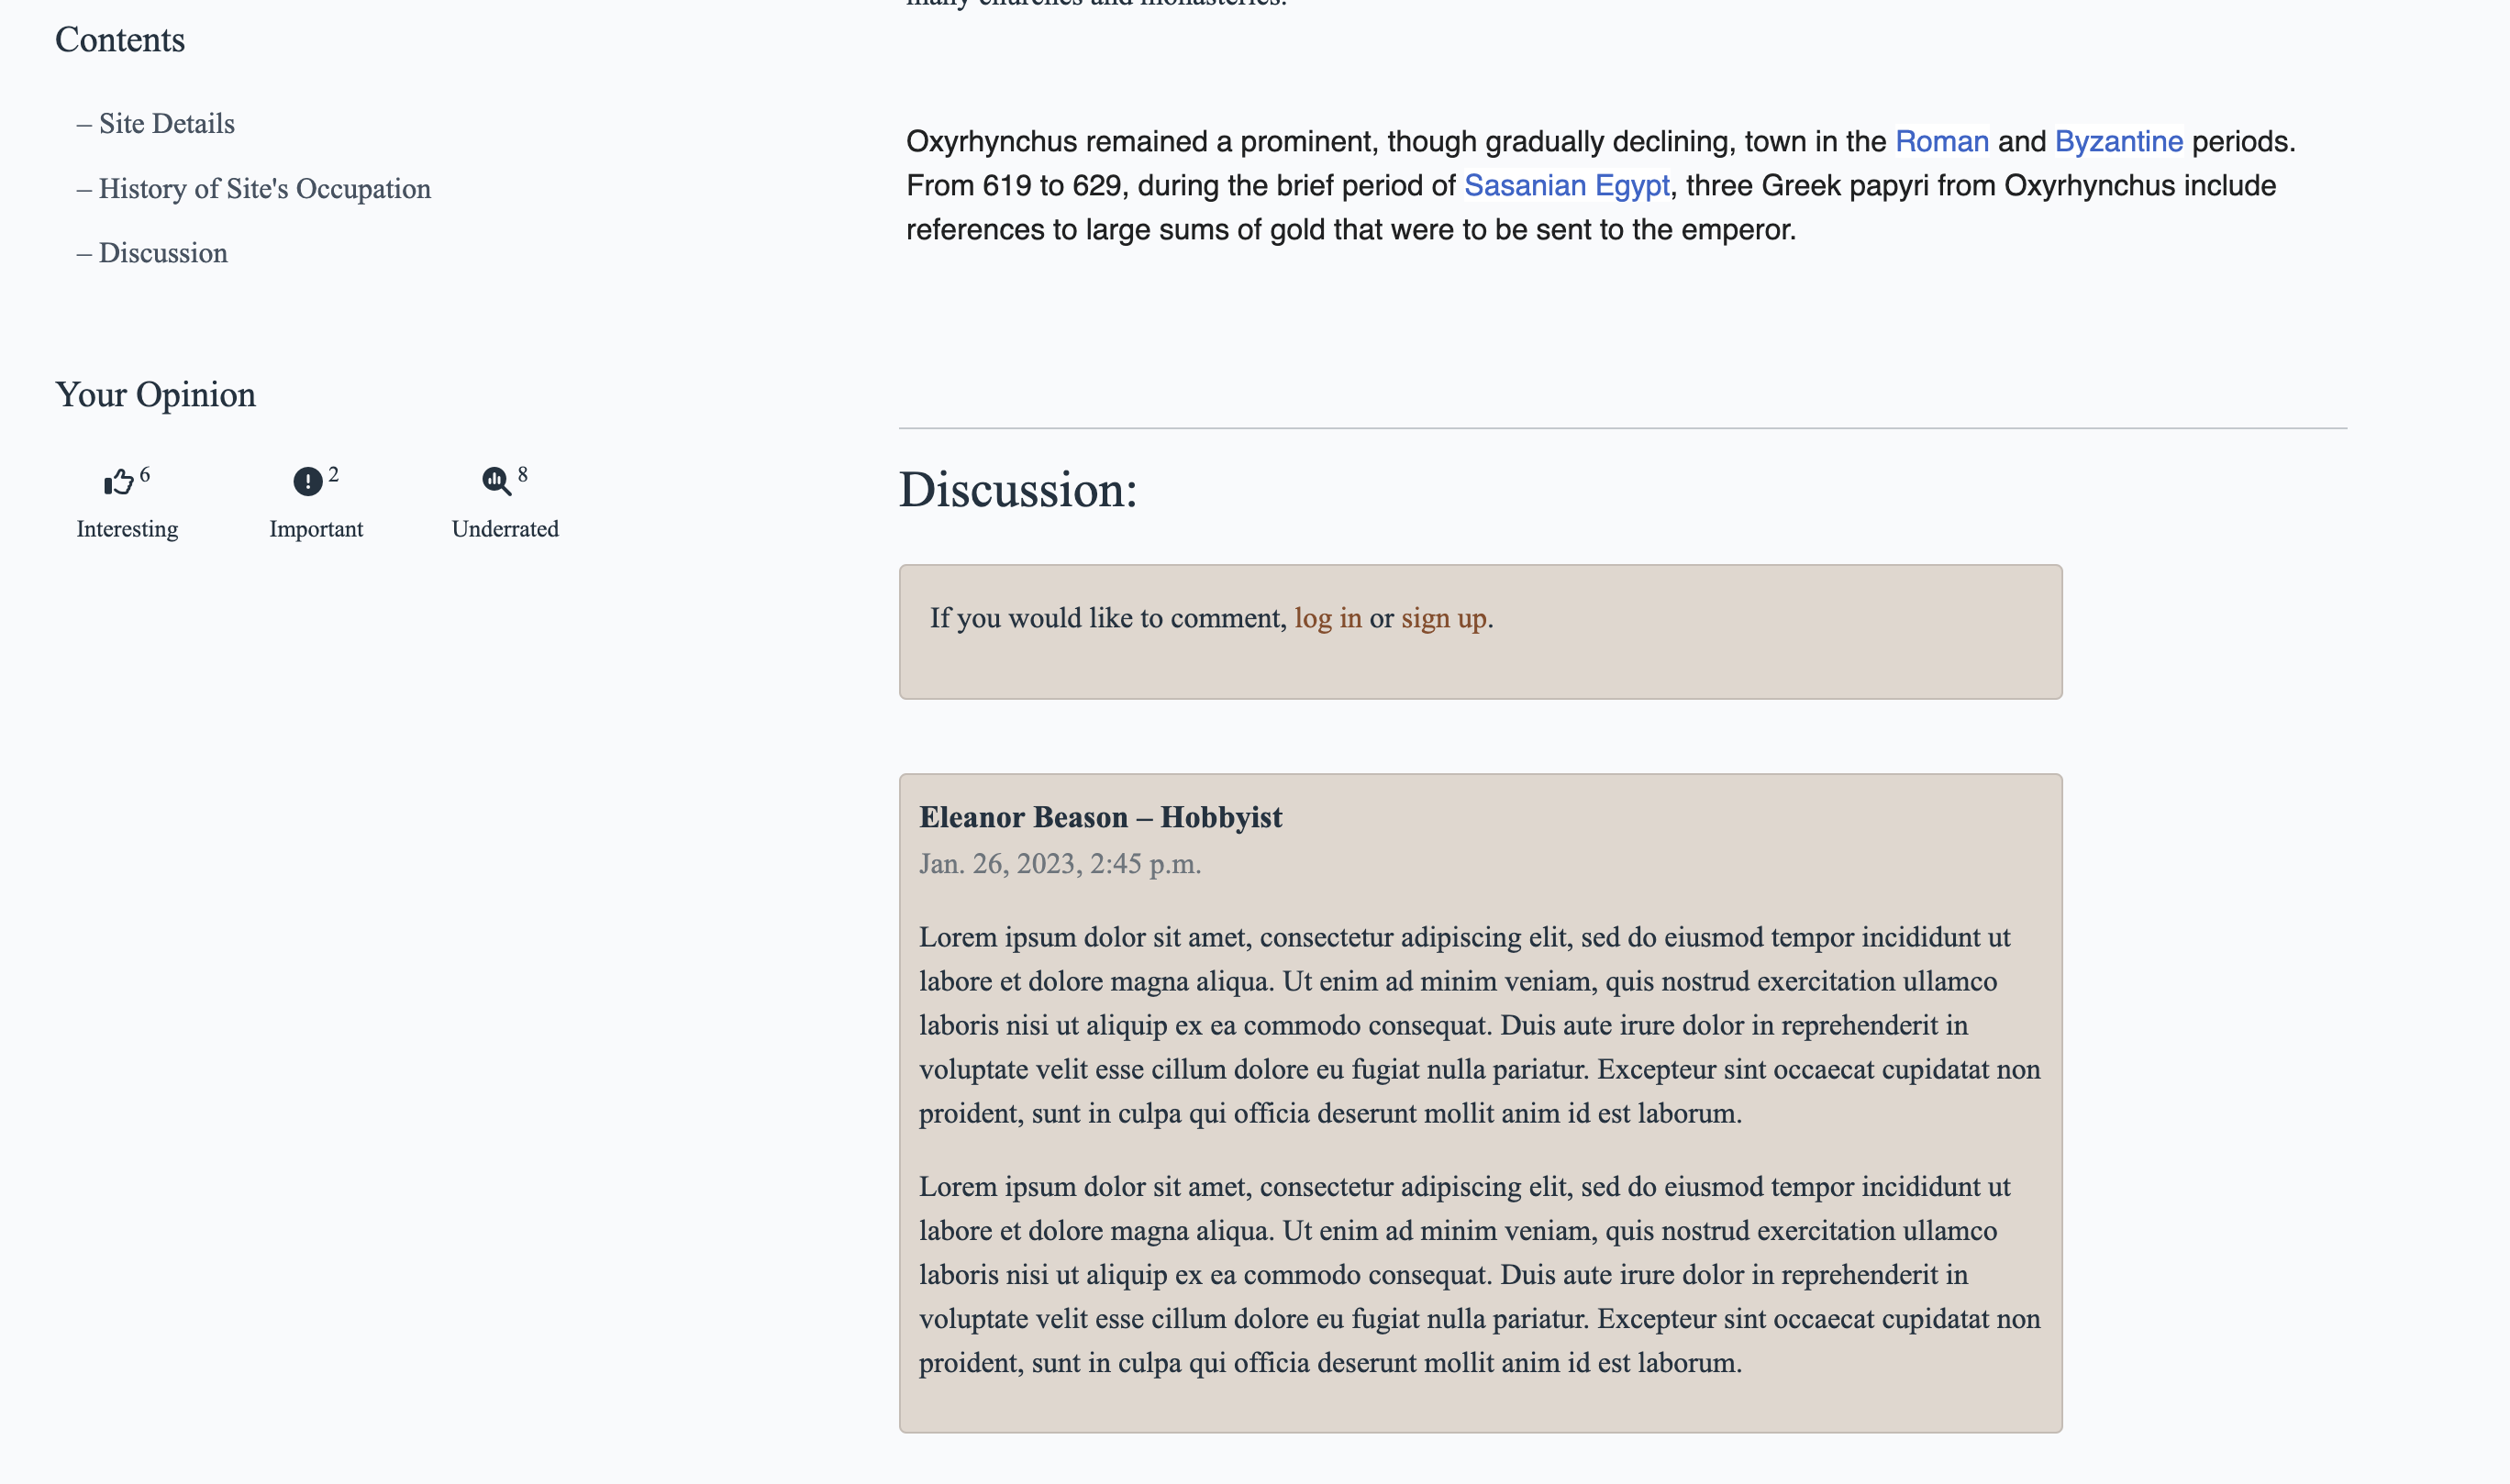 Contents
– Site Details
– History of Site's Occupation
– Discussion
Your Opinion
6
2
8
Interesting
Important
Underrated
many churches and monasteries.
Oxyrhynchus remained a prominent, though gradually declining, town in the Roman and Byzantine periods.
From 619 to 629, during the brief period of Sasanian Egypt, three Greek papyri from Oxyrhynchus include
references to large sums of gold that were to be sent to the emperor.
Discussion:
If you would like to comment, log in or sign up.
Eleanor Beason – Hobbyist
Jan. 26, 2023, 2:45 p.m.
Lorem ipsum dolor sit amet, consectetur adipiscing elit, sed do eiusmod tempor incididunt ut
labore et dolore magna aliqua. Ut enim ad minim veniam, quis nostrud exercitation ullamco
laboris nisi ut aliquip ex ea commodo consequat. Duis aute irure dolor in reprehenderit in
voluptate velit esse cillum dolore eu fugiat nulla pariatur. Excepteur sint occaecat cupidatat non
proident, sunt in culpa qui officia deserunt mollit anim id est laborum.
Lorem ipsum dolor sit amet, consectetur adipiscing elit, sed do eiusmod tempor incididunt ut
labore et dolore magna aliqua. Ut enim ad minim veniam, quis nostrud exercitation ullamco
laboris nisi ut aliquip ex ea commodo consequat. Duis aute irure dolor in reprehenderit in
voluptate velit esse cillum dolore eu fugiat nulla pariatur. Excepteur sint occaecat cupidatat non
proident, sunt in culpa qui officia deserunt mollit anim id est laborum.